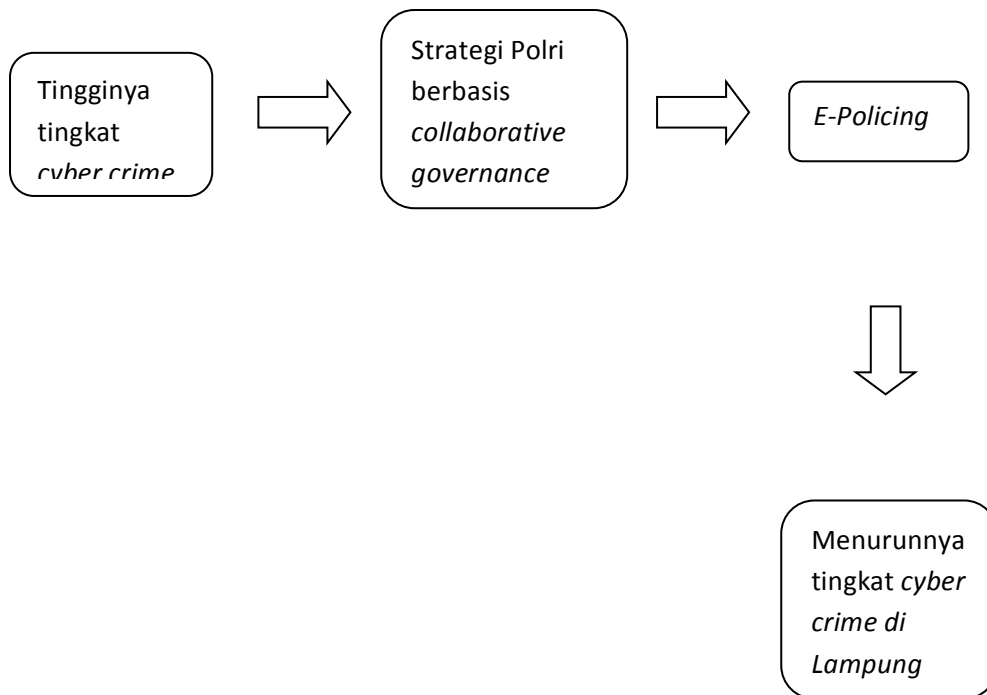 Tingginya
tingkat
cyber crime
Strategi Polri
berbasis
collaborative
governance
E-Policing
Menurunnya
tingkat cyber
crime di
Lampung